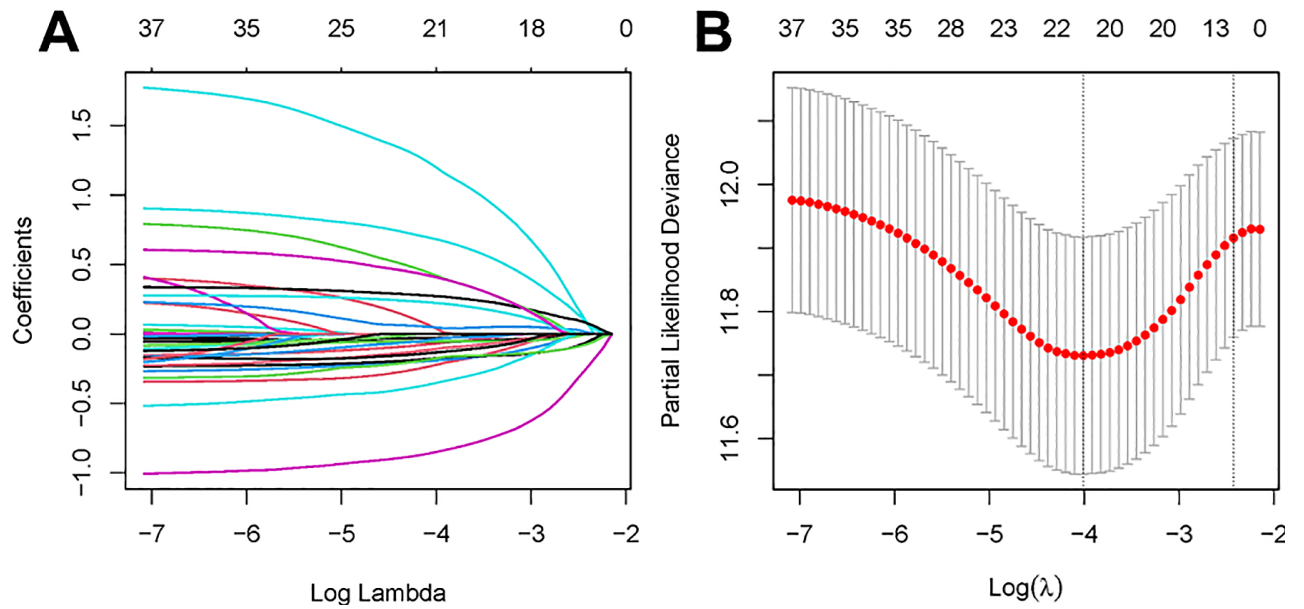 A
37 35 25 21 18 0
Coefficients
1.5
1.0
0.5
0.0
−0.5
−1.0
−7 −6 −5 −4 −3 −2
Log Lambda
B
37 35 35 28 23 22 20 20 13 0
Partial Likelihood Deviance
12.0
11.8
11.6
−7 −6 −5 −4 −3 −2
Log(λ)